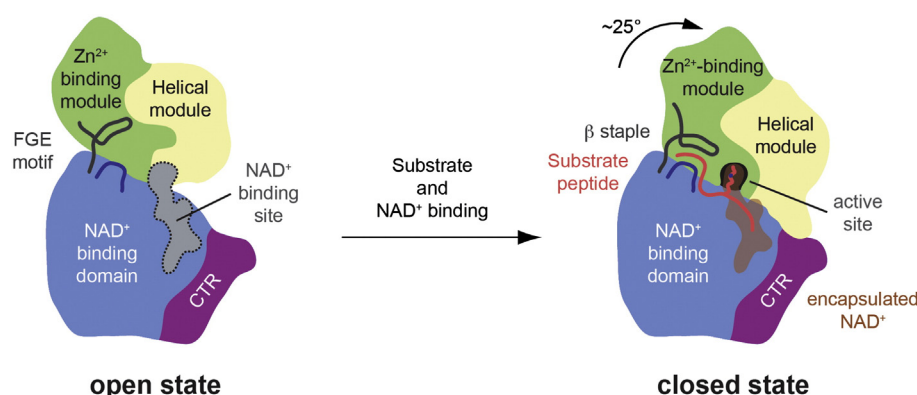 Zn²⁺
binding
module
Helical
module
FGE
motif
NAD⁺
binding
site
NAD⁺
binding
domain
CTR
open state
Substrate
and
NAD⁺ binding
~25°
Zn²⁺-binding
module
β staple
Substrate
peptide
Helical
module
active
site
NAD⁺
binding
domain
CTR
encapsulated
NAD⁺
closed state